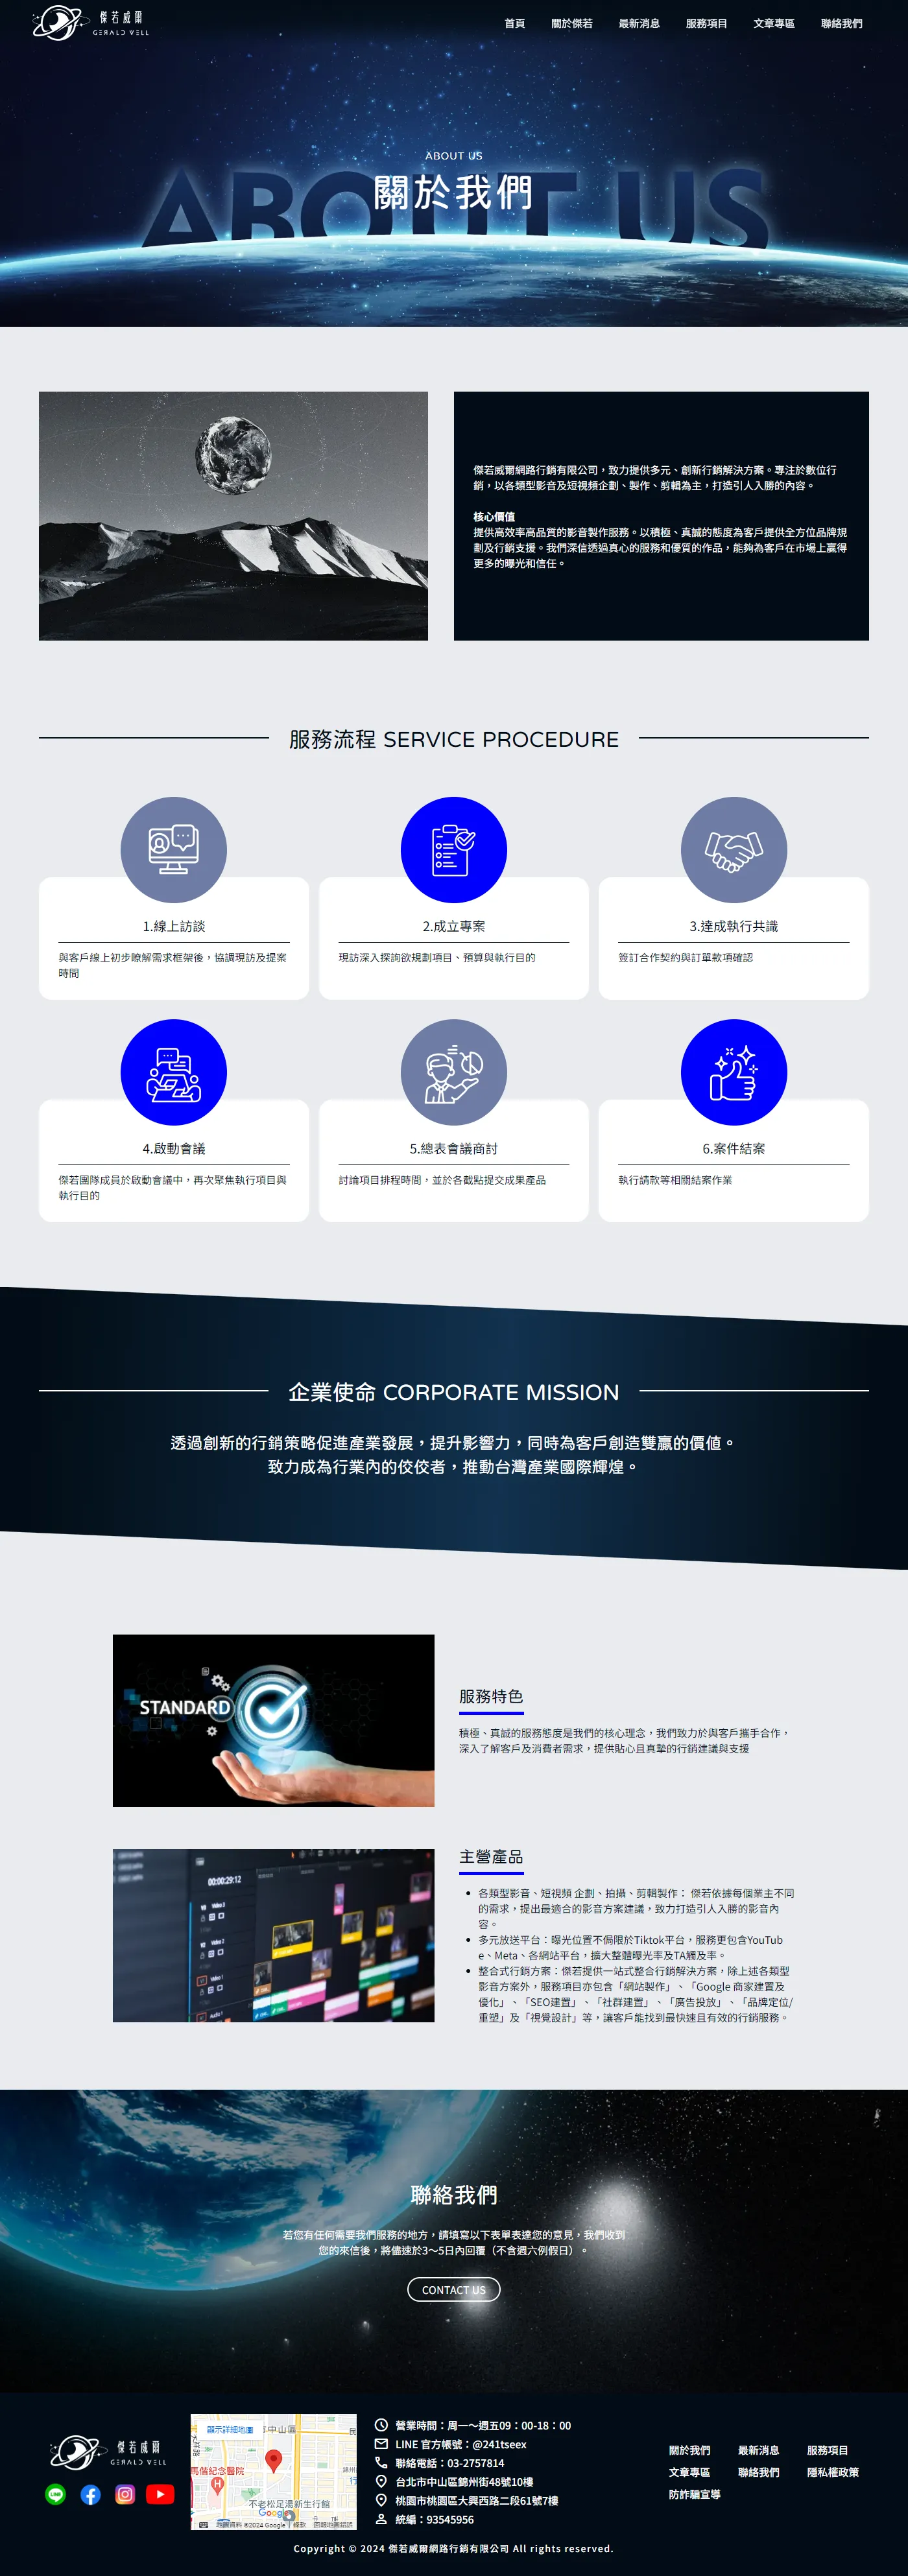 傑若威爾
GERALD VELL
首頁 關於傑若 最新消息 服務項目 文章專區 聯絡我們
ABOUT US
ABOUT US
關於我們
傑若威爾網路行銷有限公司，致力提供多元、創新行銷解決方案。專注於數位行
銷，以各類型影音及短視頻企劃、製作、剪輯為主，打造引人入勝的內容。
核心價值
提供高效率高品質的影音製作服務。以積極、真誠的態度為客戶提供全方位品牌規
劃及行銷支援。我們深信透過真心的服務和優質的作品，能夠為客戶在市場上贏得
更多的曝光和信任。
服務流程 SERVICE PROCEDURE
1.線上訪談
與客戶線上初步瞭解需求框架後，協調現訪及提案
時間
2.成立專案
現訪深入探詢欲規劃項目、預算與執行目的
3.達成執行共識
簽訂合作契約與訂單款項確認
4.啟動會議
傑若團隊成員於啟動會議中，再次聚焦執行項目與
執行目的
5.總表會議商討
討論項目排程時間，並於各截點提交成果產品
6.案件結案
執行請款等相關結案作業
企業使命 CORPORATE MISSION
透過創新的行銷策略促進產業發展，提升影響力，同時為客戶創造雙贏的價值。
致力成為行業內的佼佼者，推動台灣產業國際輝煌。
STANDARD
服務特色
積極、真誠的服務態度是我們的核心理念，我們致力於與客戶攜手合作，
深入了解客戶及消費者需求，提供貼心且真摯的行銷建議與支援
00:00:29:12
主營產品
各類型影音、短視頻 企劃、拍攝、剪輯製作： 傑若依據每個業主不同
的需求，提出最適合的影音方案建議，致力打造引人入勝的影音內
容。
多元放送平台：曝光位置不侷限於Tiktok平台，服務更包含YouTub
e、Meta、各網站平台，擴大整體曝光率及TA觸及率。
整合式行銷方案：傑若提供一站式整合行銷解決方案，除上述各類型
影音方案外，服務項目亦包含「網站製作」、「Google 商家建置及
優化」、「SEO建置」、「社群建置」、「廣告投放」、「品牌定位/
重塑」及「視覺設計」等，讓客戶能找到最快速且有效的行銷服務。
聯絡我們
若您有任何需要我們服務的地方，請填寫以下表單表達您的意見，我們收到
您的來信後，將儘速於3～5日內回覆（不含週六例假日）。
CONTACT US
傑若威爾
GERALD VELL
顯示詳細地圖
中山區
馬偕紀念醫院
不老松足湯新生行館
Google
地圖資料 ©2024 Google
條款
營業時間：周一～週五09：00-18：00
LINE 官方帳號：@241tseex
聯絡電話：03-2757814
台北市中山區錦州街48號10樓
桃園市桃園區大興西路二段61號7樓
統編：93545956
關於我們 最新消息 服務項目
文章專區 聯絡我們 隱私權政策
防詐騙宣導
Copyright © 2024 傑若威爾網路行銷有限公司 All rights reserved.